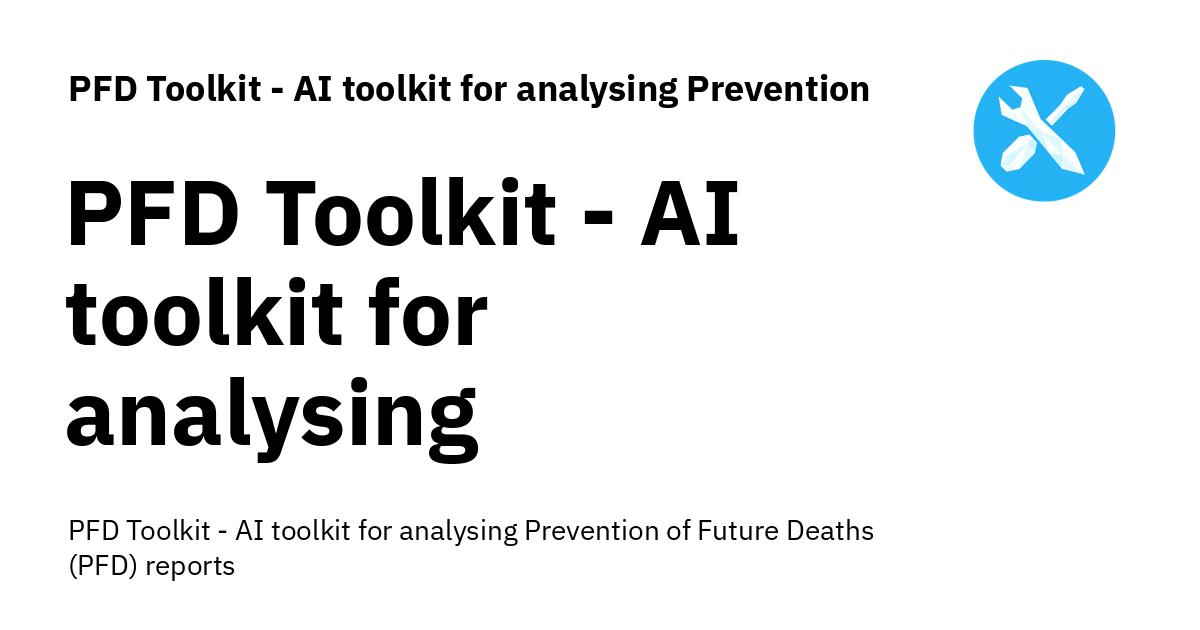 PFD Toolkit - AI toolkit for analysing Prevention
PFD Toolkit - AI
toolkit for
analysing
PFD Toolkit - AI toolkit for analysing Prevention of Future Deaths
(PFD) reports